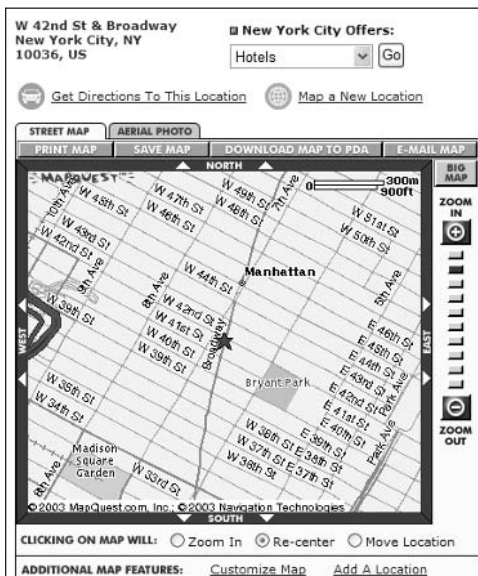 W 42nd St & Broadway
New York City, NY
10036, US
New York City Offers:
Hotels
Go
Get Directions To This Location
Map a New Location
STREET MAP
AERIAL PHOTO
PRINT MAP
SAVE MAP
DOWNLOAD MAP TO PDA
E-MAIL MAP
NORTH
BIG
MAP
MAPQUEST
300m
0
900ft
ZOOM
IN
10th Ave
W 45th St
W 47th St
W 46th St
W 49th St
W 48th St
7th Ave
W 51st St
W 50th St
W 43rd St
W 42nd St
9th Ave
8th Ave
W 44th St
Manhattan
5th Ave
W 42nd St
W 41st St
W 40th St
W 39th St
Broadway
W 39th St
WEST
EAST
E 46th St
E 45th St
E 44th St
E 43rd St
E 42nd St
E 41st St
E 40th St
E 39th St
Park Ave
Bryant Park
Park Ave
W 35th St
W 34th St
W 38th St
E 38th St
W 37th St
E 37th St
W 36th St
Madison
Square
Garden
8th Ave
W 33rd St
ZOOM
OUT
©2003 MapQuest.com, Inc.; ©2003 Navigation Technologies
SOUTH
CLICKING ON MAP WILL:
Zoom In
Re-center
Move Location
ADDITIONAL MAP FEATURES:
Customize Map
Add A Location